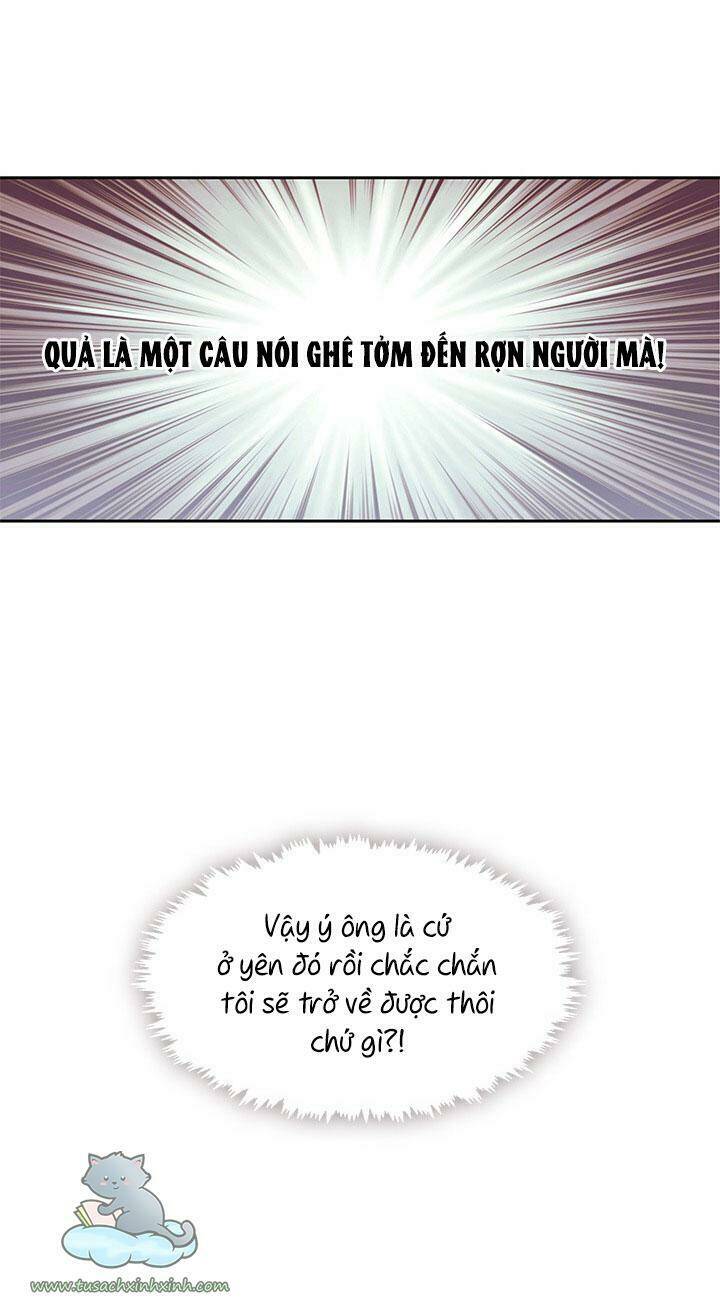 QUẢ LÀ MỘT CÂU NÓI GHÊ TỞM ĐẾN RỢN NGƯỜI MÀ!
Vậy ý ông là cứ
ở yên đó rồi chắc chắn
tôi sẽ trở về được thôi
chứ gì?!
www.tusachxinhxinh.com